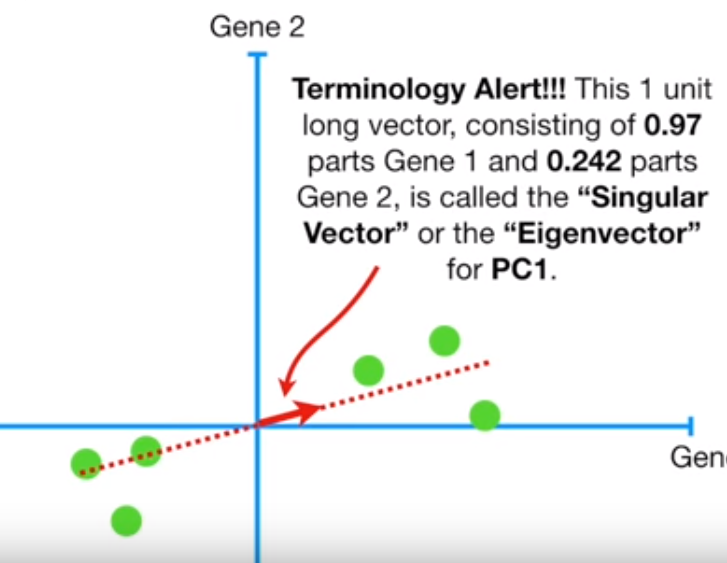 Gene 2
Terminology Alert!!! This 1 unit
long vector, consisting of 0.97
parts Gene 1 and 0.242 parts
Gene 2, is called the “Singular
Vector” or the “Eigenvector”
for PC1.
Gen